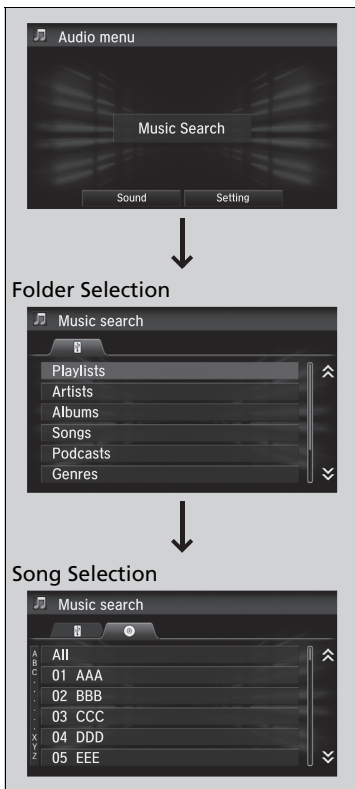 Audio menu
Music Search
Sound Setting
Folder Selection
Music search
Playlists
Artists
Albums
Songs
Podcasts
Genres
Song Selection
Music search
A
B
C
.
.
.
.
.
X
Y
Z
All
01 AAA
02 BBB
03 CCC
04 DDD
05 EEE